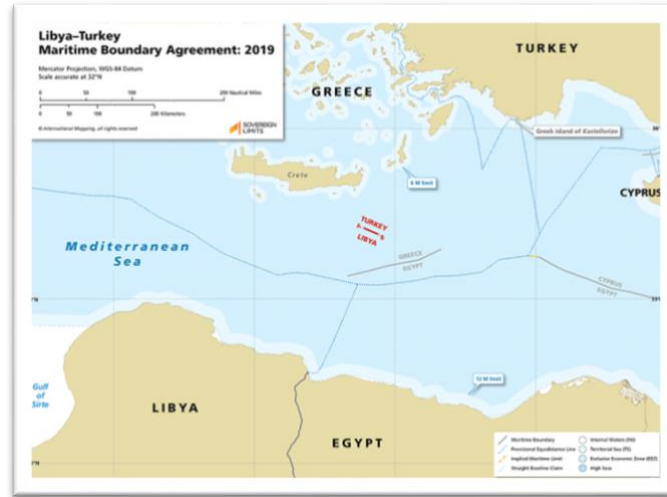 Libya–Turkey
Maritime Boundary Agreement: 2019
Mercator Projection, WGS-84 Datum
Scale accurate at 32°N
0 50 100 200 Nautical Miles
0 50 100 200 Kilometers
© International Mapping, all rights reserved
SOVEREIGN
LIMITS
TURKEY
GREECE
Greek island of Kastellorizo
Crete
6 M limit
CYPRUS
TURKEY
A B
LIBYA
Mediterranean
Sea
GREECE
EGYPT
CYPRUS
EGYPT
Gulf
of
Sirte
12 M limit
LIBYA
EGYPT
Maritime Boundary
Provisional Equidistance Line
Implied Maritime Limit
Straight Baseline Claim
Internal Waters (IW)
Territorial Sea (TS)
Exclusive Economic Zone (EEZ)
High Seas